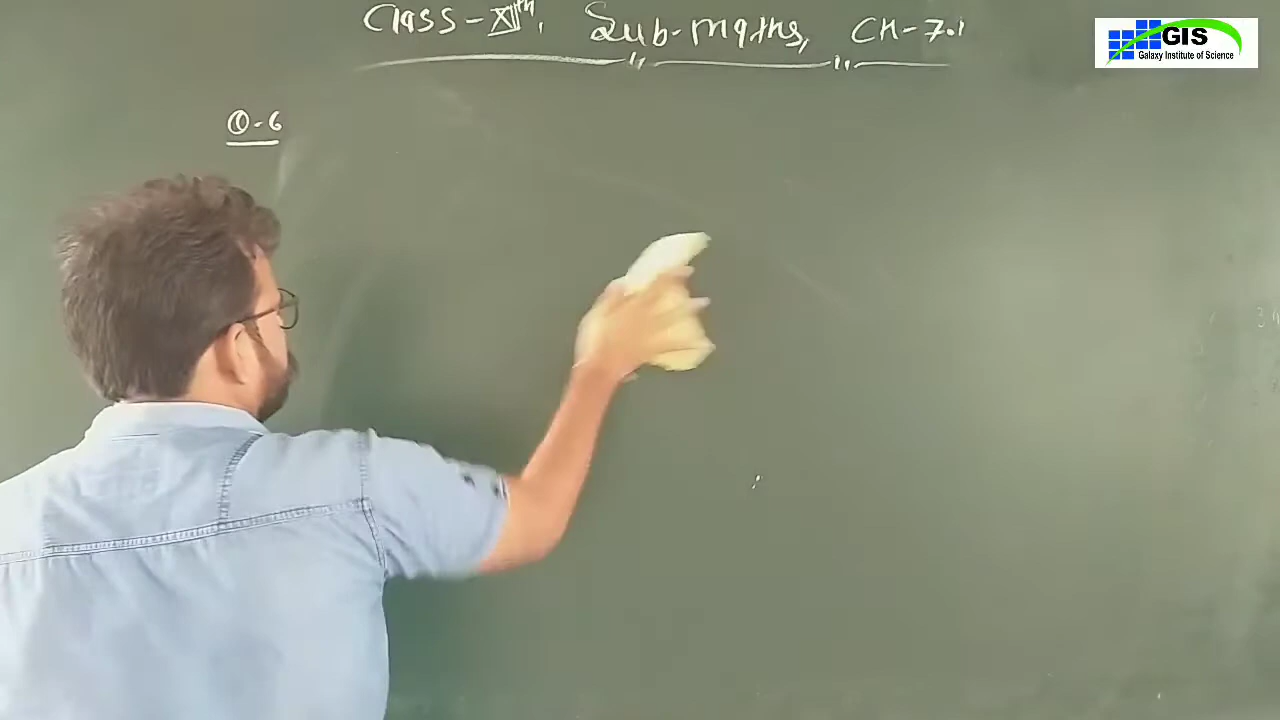 Class-XIIth, Sub-Maths, CH-7.1
GIS
Galaxy Institute of Science
Q-6